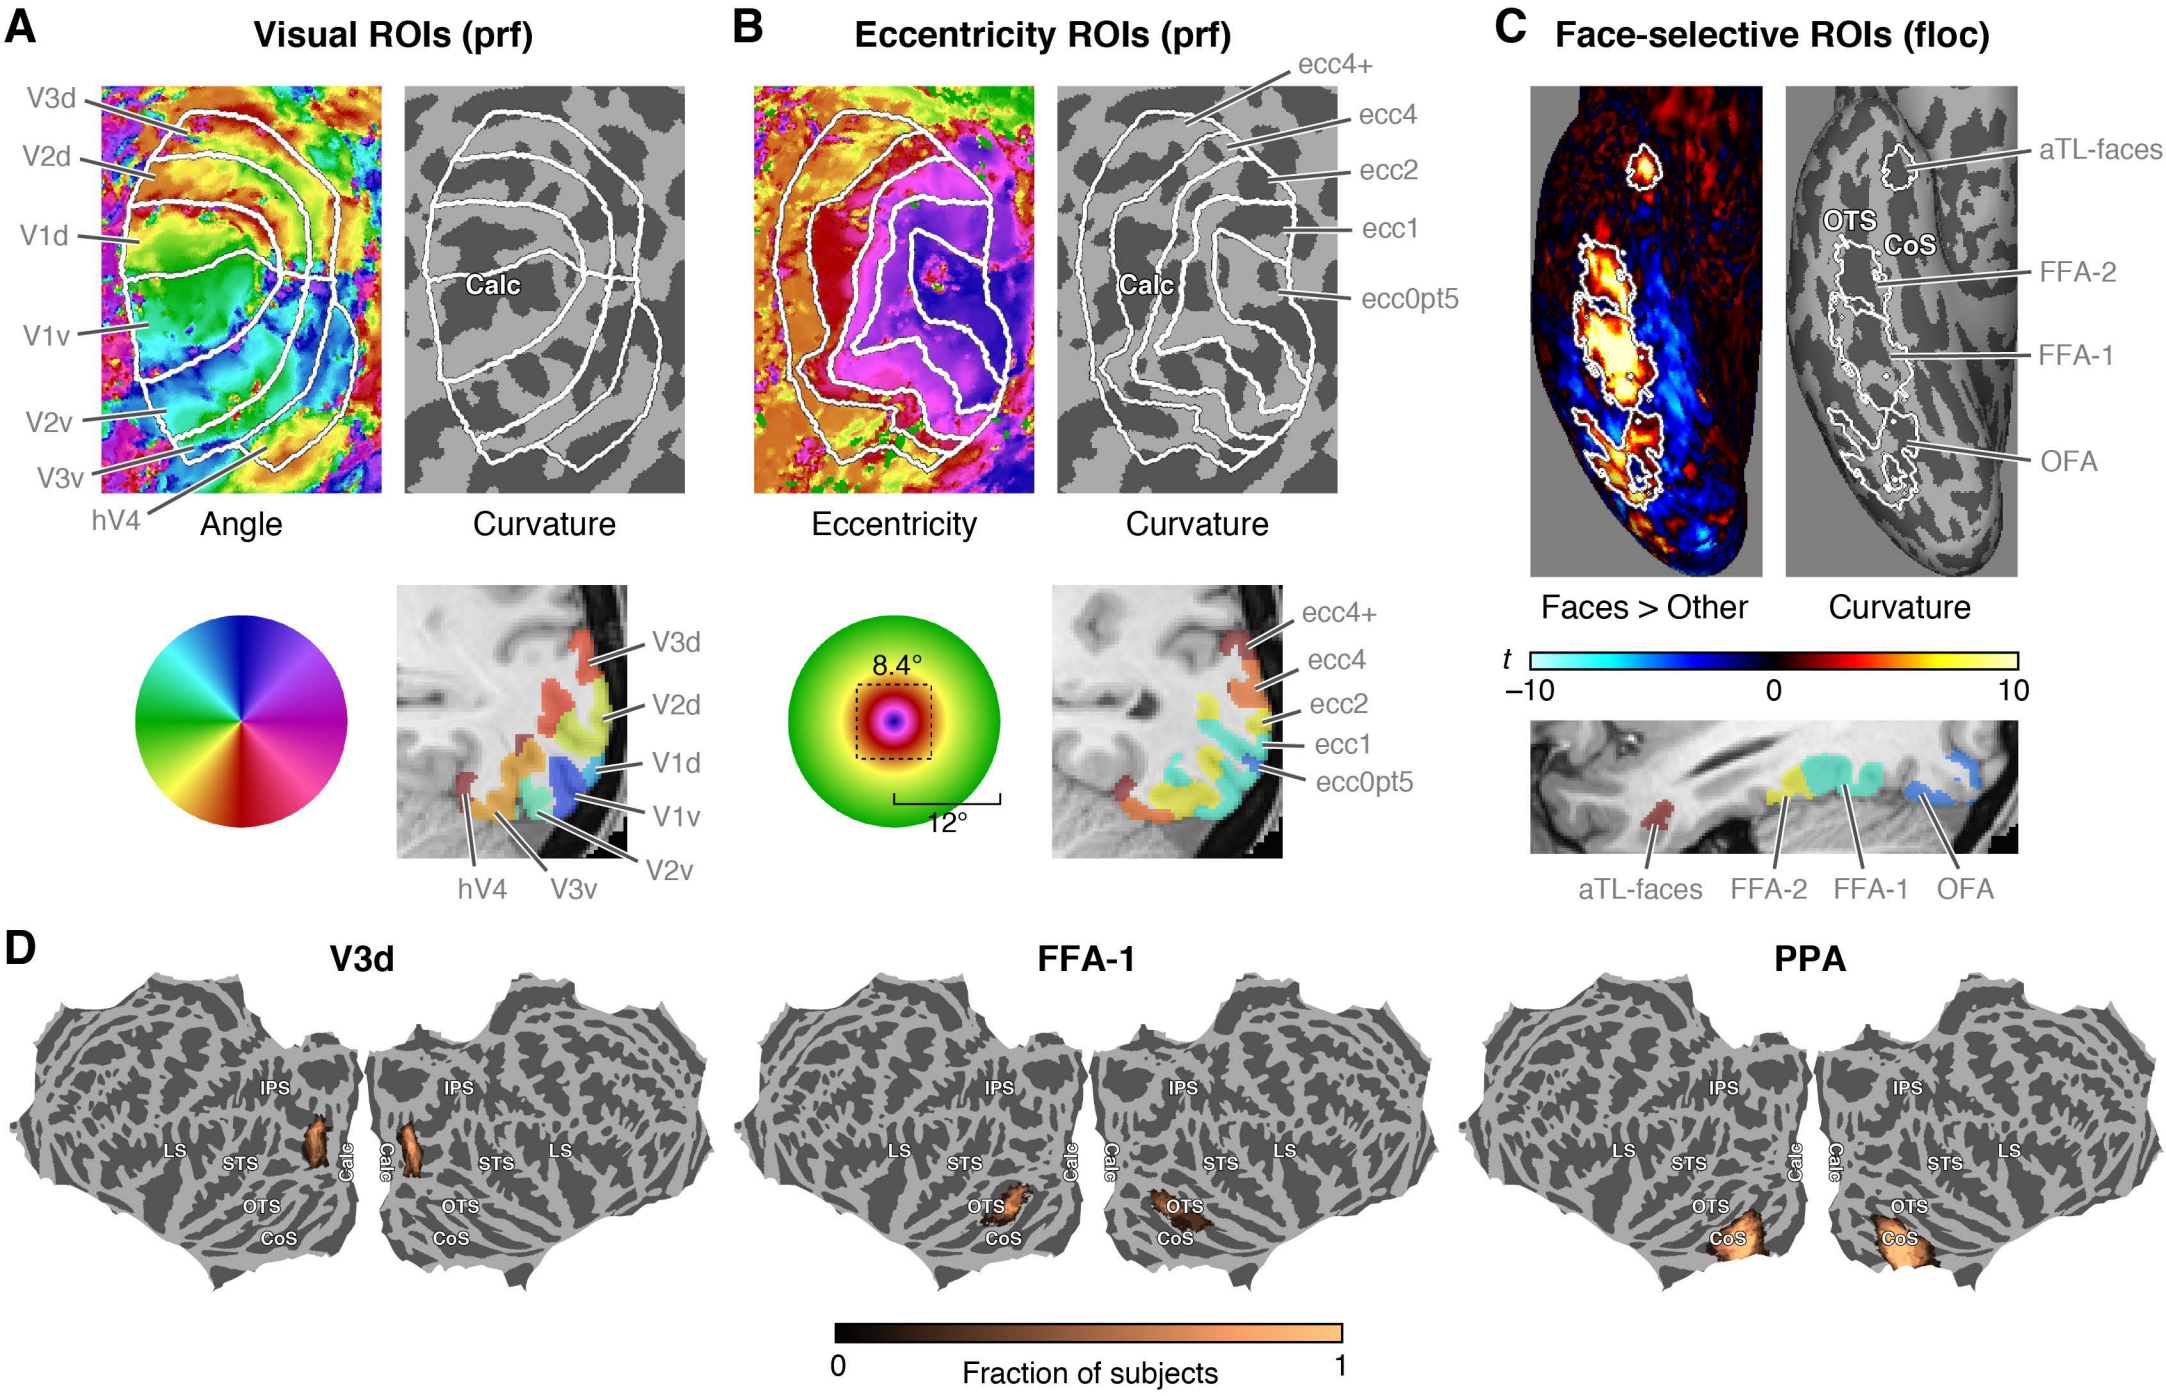 A
Visual ROIs (prf)
V3d
V2d
V1d
V1v
V2v
V3v
hV4
Calc
Angle
Curvature
V3d
V2d
V1d
V1v
V2v
V3v
hV4
B
Eccentricity ROIs (prf)
ecc4+
ecc4
ecc2
ecc1
ecc0pt5
Calc
Eccentricity
Curvature
8.4°
12°
ecc4+
ecc4
ecc2
ecc1
ecc0pt5
C
Face-selective ROIs (floc)
aTL-faces
OTS
CoS
FFA-2
FFA-1
OFA
Faces > Other
Curvature
t
−10
0
10
aTL-faces
FFA-2
FFA-1
OFA
D
V3d
IPS
IPS
LS
STS
Calc
Calc
STS
LS
OTS
OTS
CoS
CoS
FFA-1
IPS
IPS
LS
STS
Calc
Calc
STS
LS
OTS
OTS
CoS
CoS
PPA
IPS
IPS
LS
STS
Calc
Calc
STS
LS
OTS
OTS
CoS
CoS
0
Fraction of subjects
1